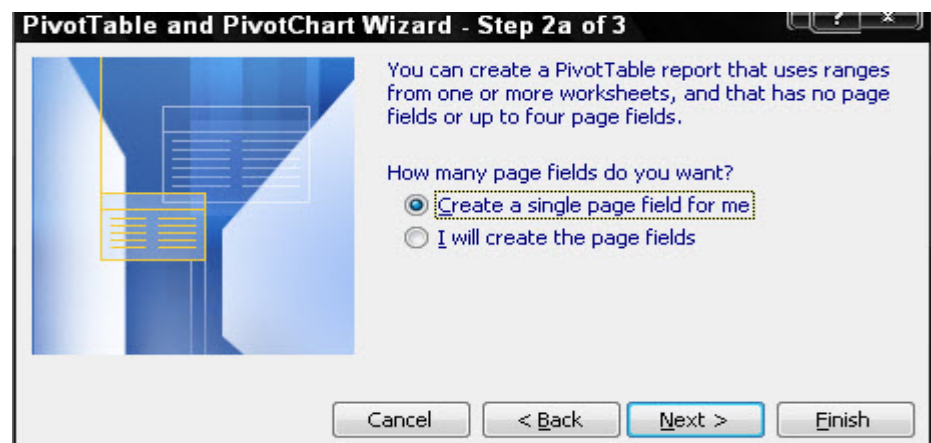 PivotTable and PivotChart Wizard - Step 2a of 3
? x
You can create a PivotTable report that uses ranges
from one or more worksheets, and that has no page
fields or up to four page fields.
How many page fields do you want?
Create a single page field for me
I will create the page fields
Cancel
< Back
Next >
Finish